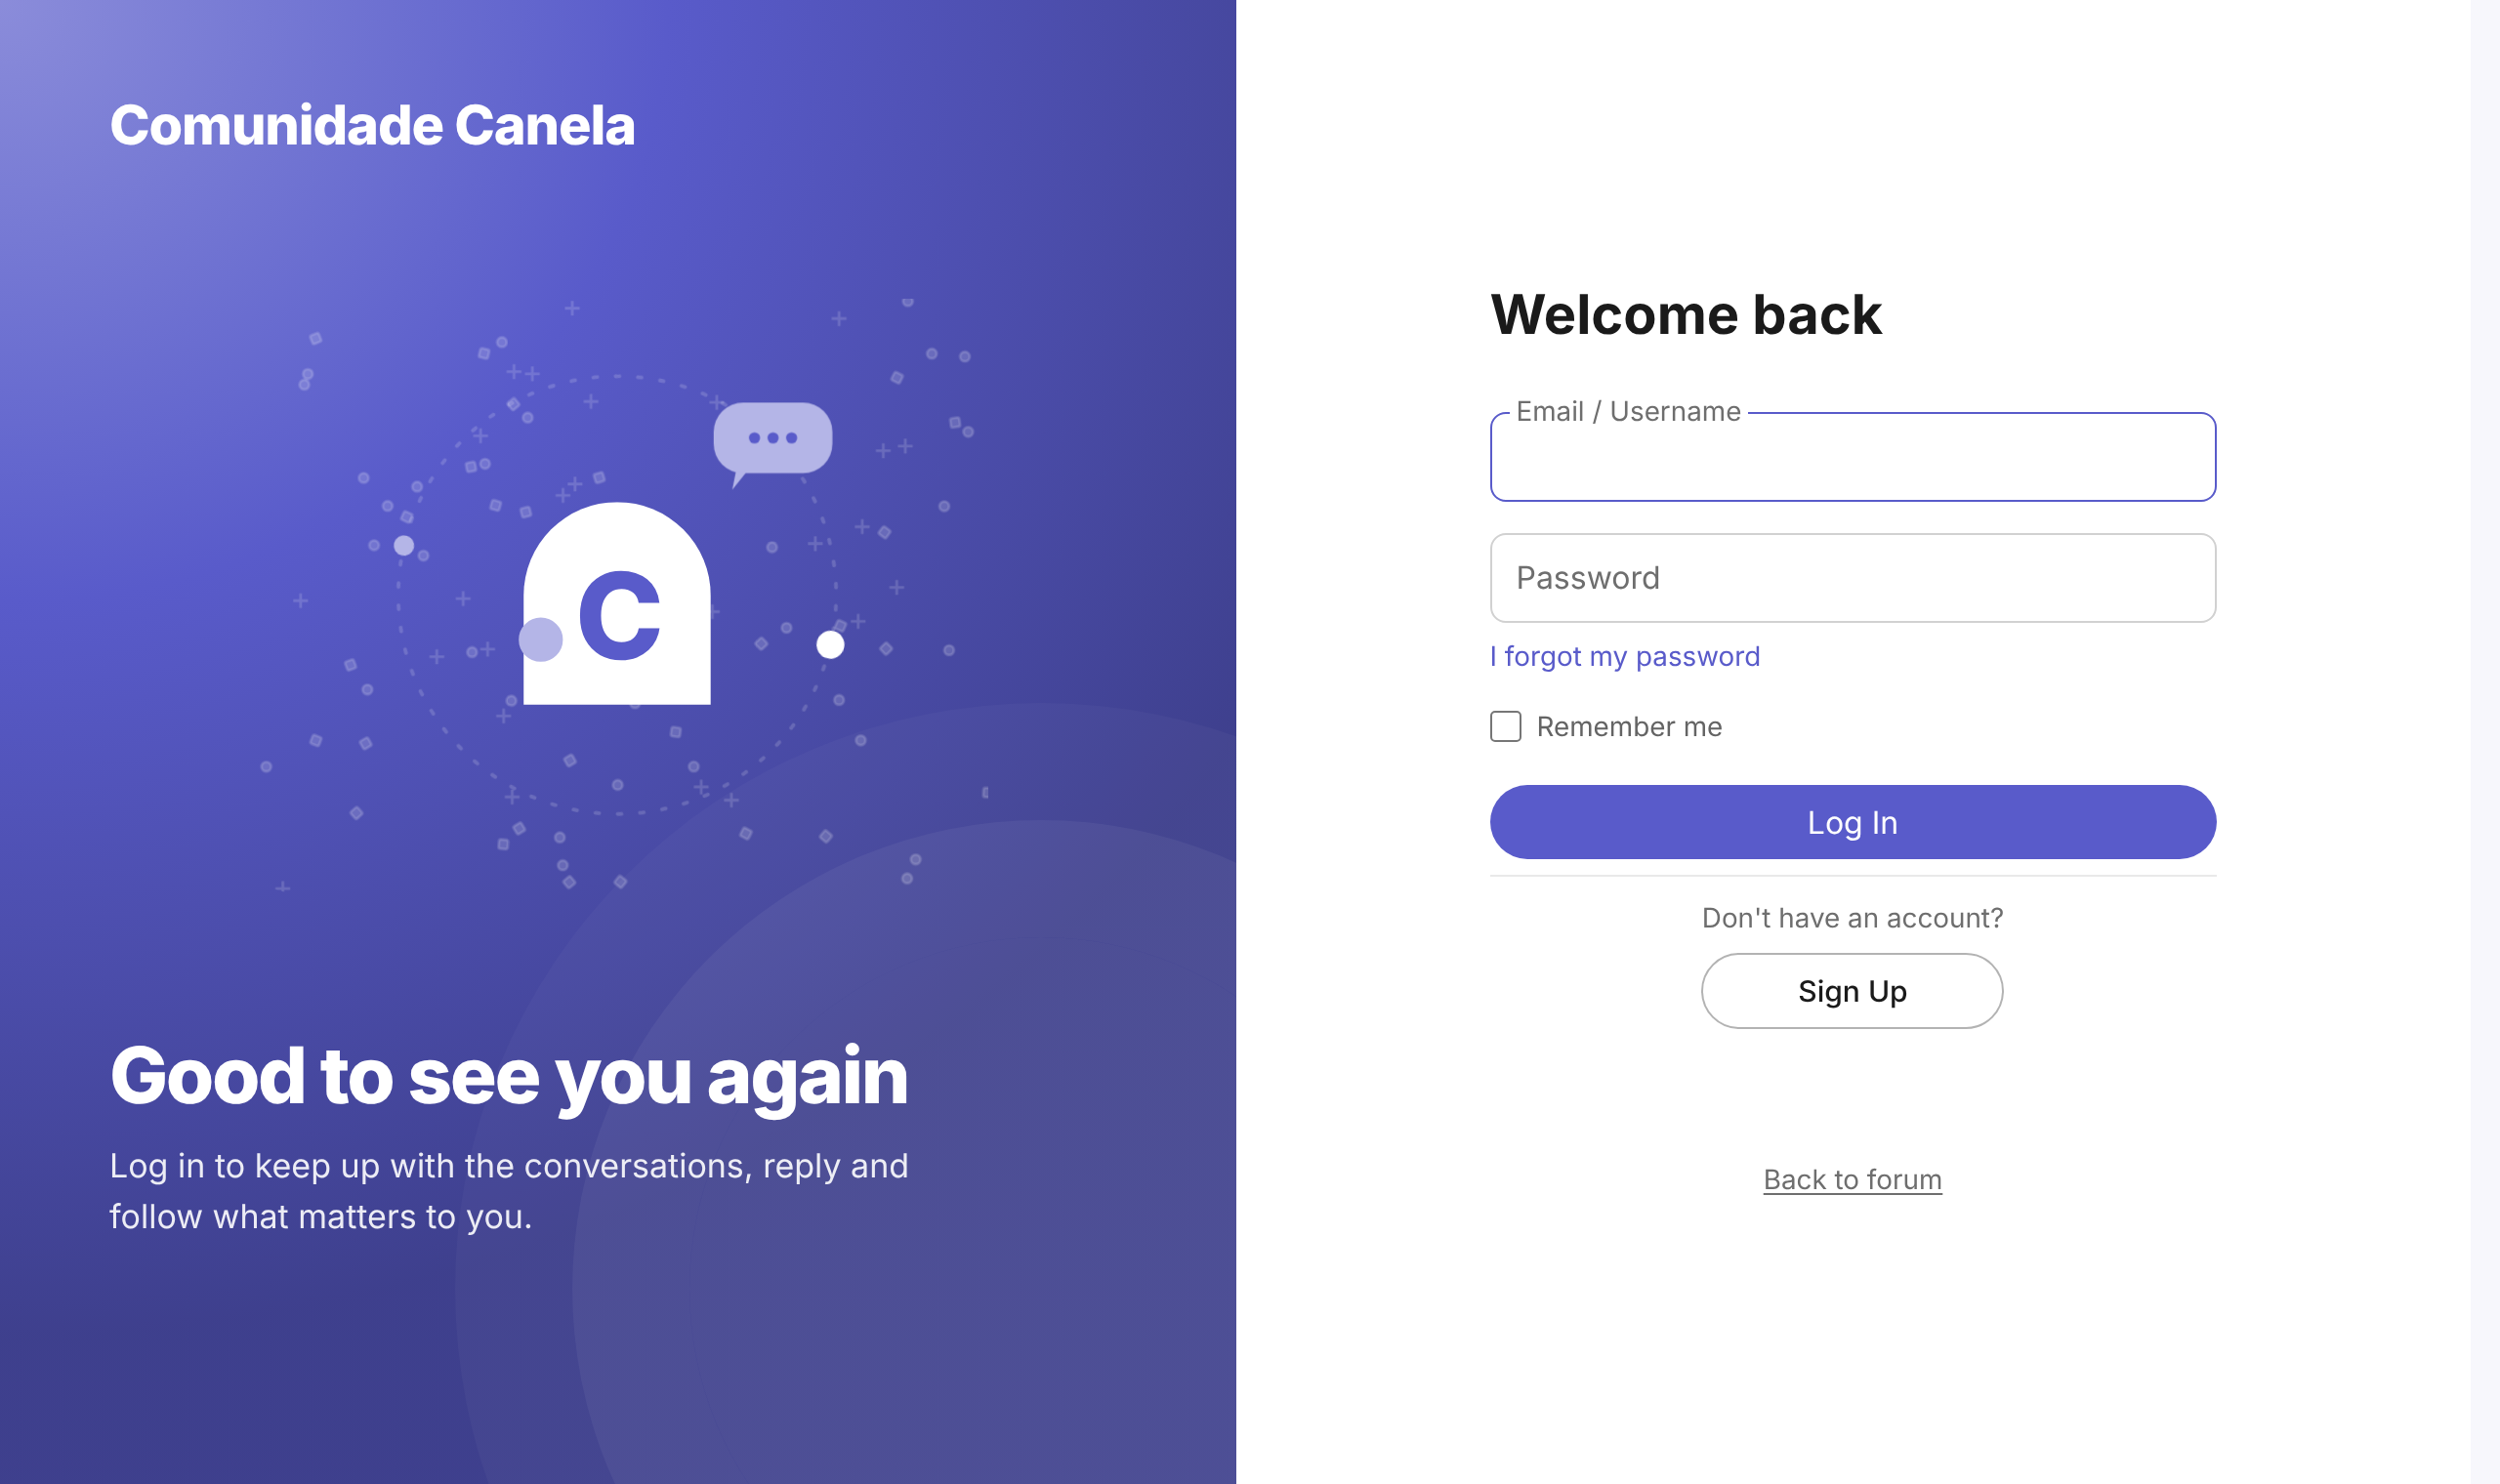 Comunidade Canela
C
Good to see you again
Log in to keep up with the conversations, reply and
follow what matters to you.
Welcome back
Email / Username
Password
I forgot my password
Remember me
Log In
Don't have an account?
Sign Up
Back to forum